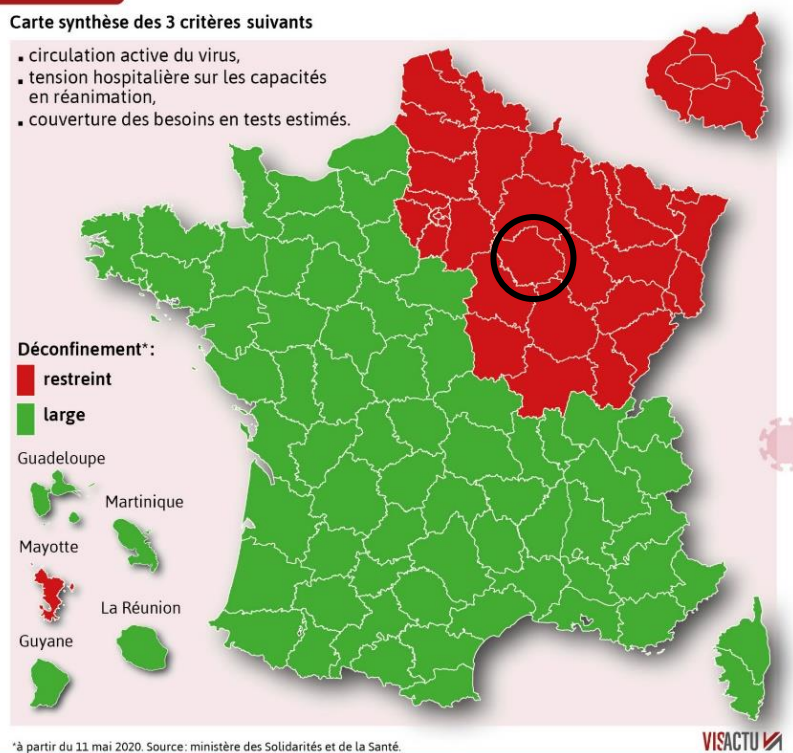 Carte synthèse des 3 critères suivants
▪ circulation active du virus,
▪ tension hospitalière sur les capacités
en réanimation,
▪ couverture des besoins en tests estimés.
Déconfinement*:
restreint
large
Guadeloupe
Martinique
Mayotte
La Réunion
Guyane
*à partir du 11 mai 2020. Source: ministère des Solidarités et de la Santé.
VISACTU